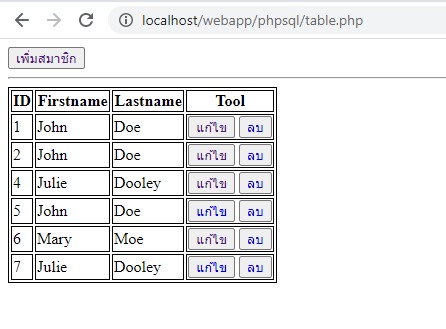 localhost/webapp/phpsql/table.php
เพิ่มสมาชิก
ID Firstname Lastname Tool
1 John Doe แก้ไข ลบ
2 John Doe แก้ไข ลบ
4 Julie Dooley แก้ไข ลบ
5 John Doe แก้ไข ลบ
6 Mary Moe แก้ไข ลบ
7 Julie Dooley แก้ไข ลบ